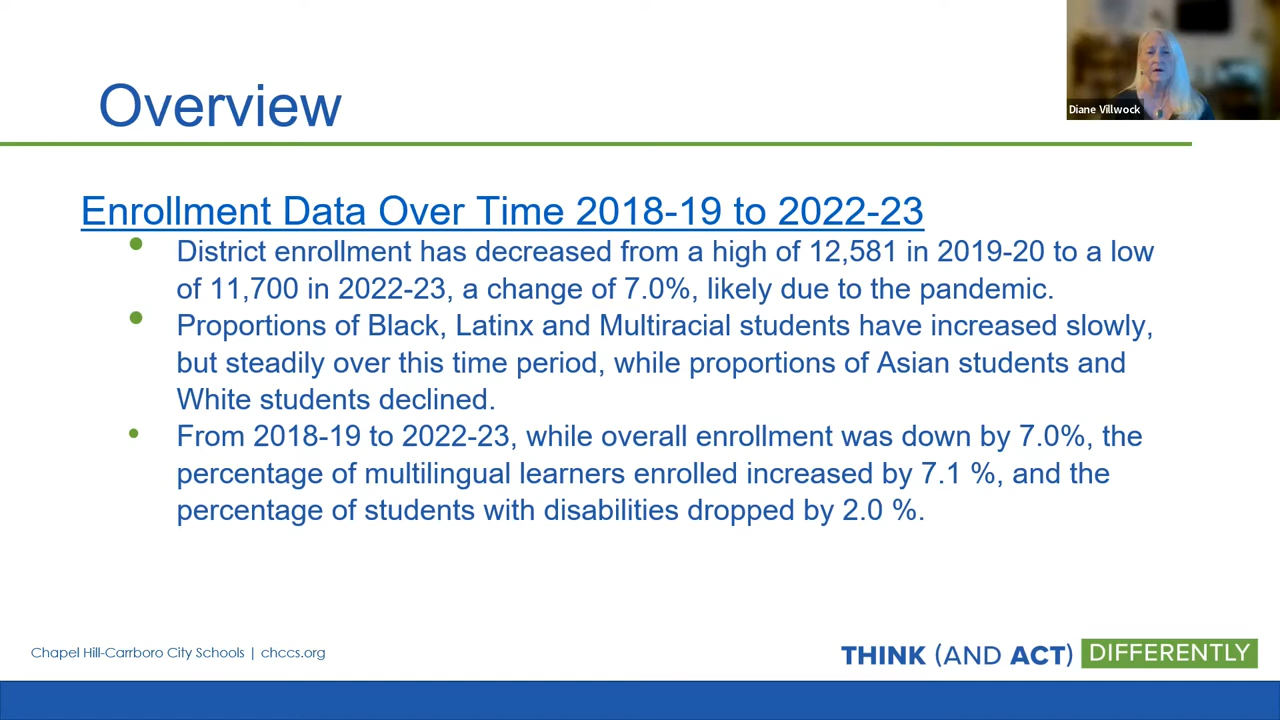 Overview
Diane Villwock
Enrollment Data Over Time 2018-19 to 2022-23
• District enrollment has decreased from a high of 12,581 in 2019-20 to a low
of 11,700 in 2022-23, a change of 7.0%, likely due to the pandemic.
• Proportions of Black, Latinx and Multiracial students have increased slowly,
but steadily over this time period, while proportions of Asian students and
White students declined.
• From 2018-19 to 2022-23, while overall enrollment was down by 7.0%, the
percentage of multilingual learners enrolled increased by 7.1 %, and the
percentage of students with disabilities dropped by 2.0 %.
Chapel Hill-Carrboro City Schools | chccs.org
THINK (AND ACT) DIFFERENTLY